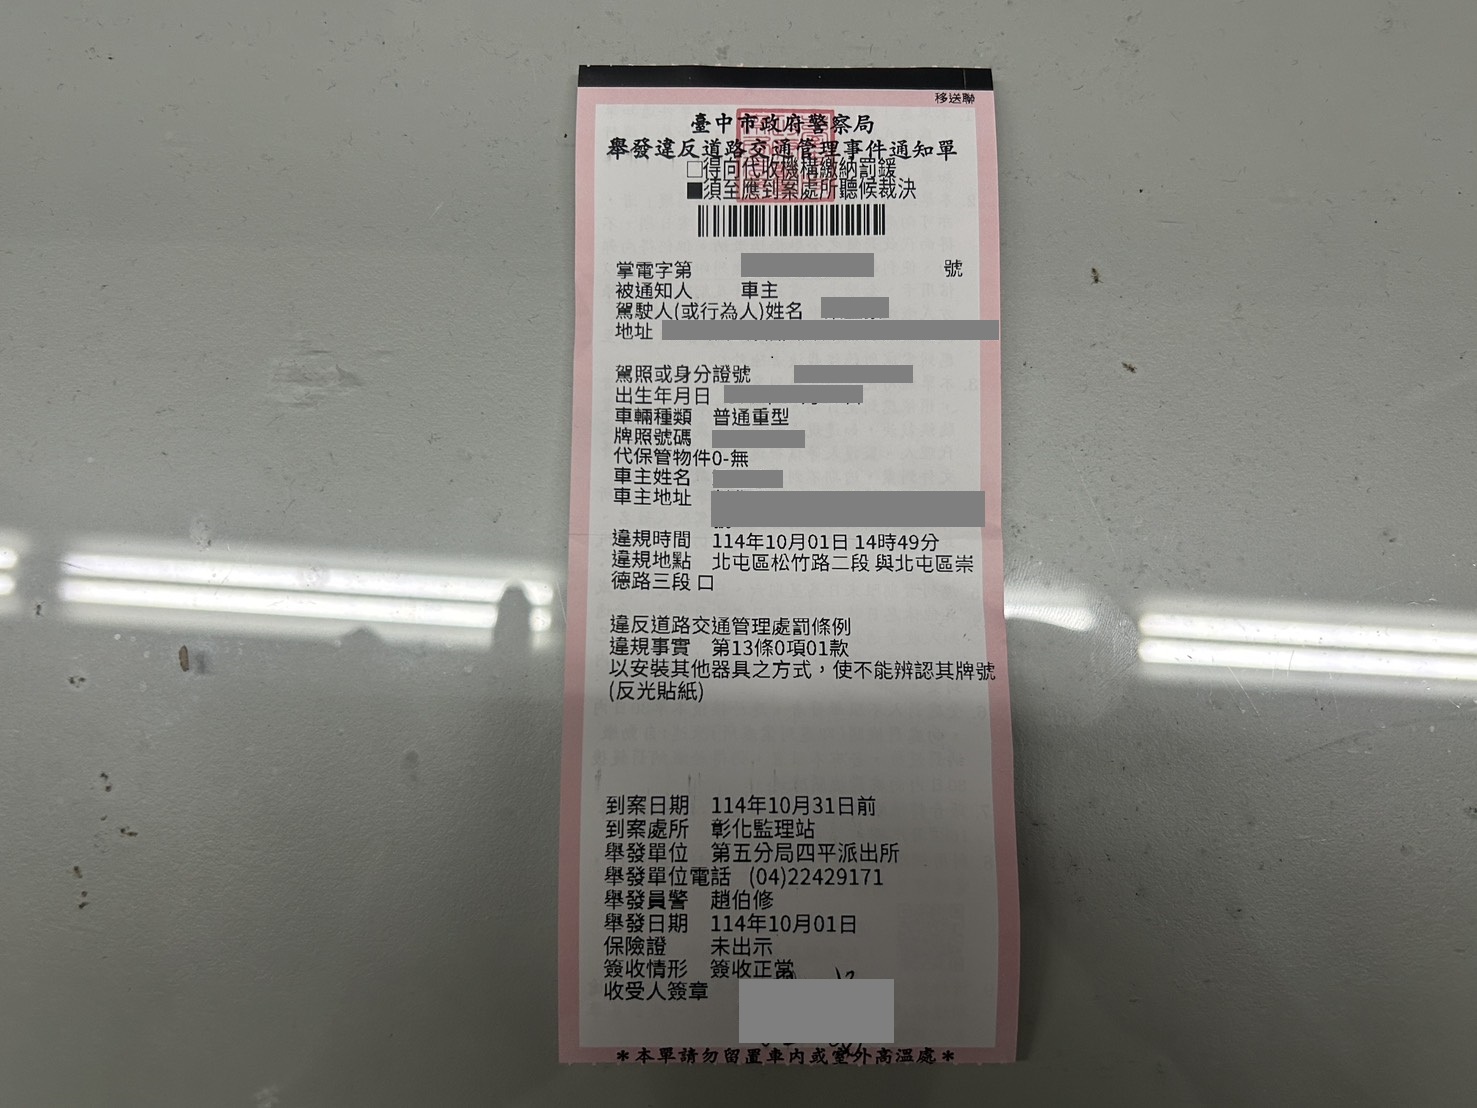 移送聯
臺中市政府警察局
舉發違反道路交通管理事件通知單
□得向代收機構繳納罰鍰
■須至應到案處所聽候裁決
掌電字第 號
被通知人 車主
駕駛人(或行為人)姓名
地址
駕照或身分證號
出生年月日
車輛種類 普通重型
牌照號碼
代保管物件0-無
車主姓名
車主地址
違規時間 114年10月01日 14時49分
違規地點 北屯區松竹路二段 與北屯區崇
德路三段 口
違反道路交通管理處罰條例
違規事實 第13條0項01款
以安裝其他器具之方式，使不能辨認其牌號
(反光貼紙)
到案日期 114年10月31日前
到案處所 彰化監理站
舉發單位 第五分局四平派出所
舉發單位電話 (04)22429171
舉發員警 趙伯修
舉發日期 114年10月01日
保險證 未出示
簽收情形 簽收正常
收受人簽章
＊本單請勿留置車內或室外高溫處＊